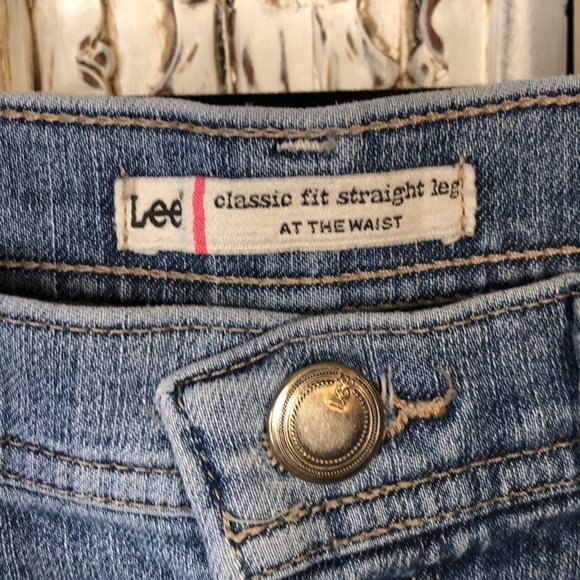 Lee
classic fit straight leg
AT THE WAIST